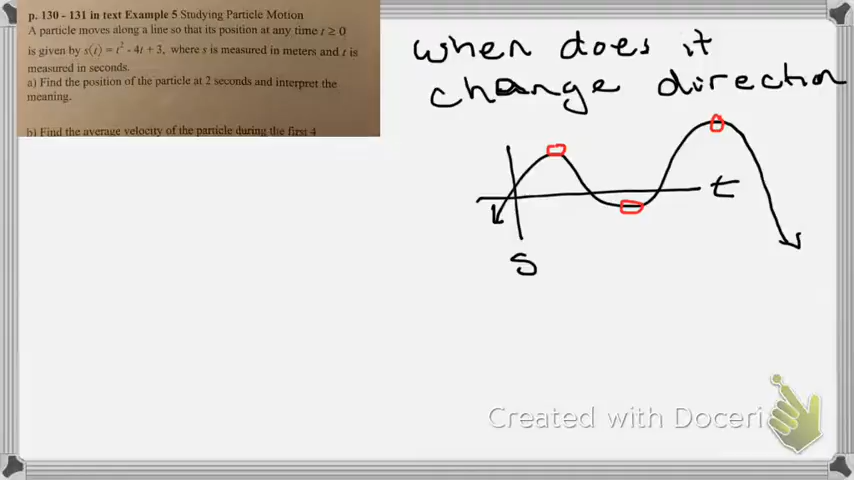 p. 130 - 131 in text Example 5 Studying Particle Motion
A particle moves along a line so that its position at any time t ≥ 0
is given by s(t) = t² - 4t + 3, where s is measured in meters and t is
measured in seconds.
a) Find the position of the particle at 2 seconds and interpret the
meaning.
b) Find the average velocity of the particle during the first 4
when does it
change direction
t
s
Created with Doceri